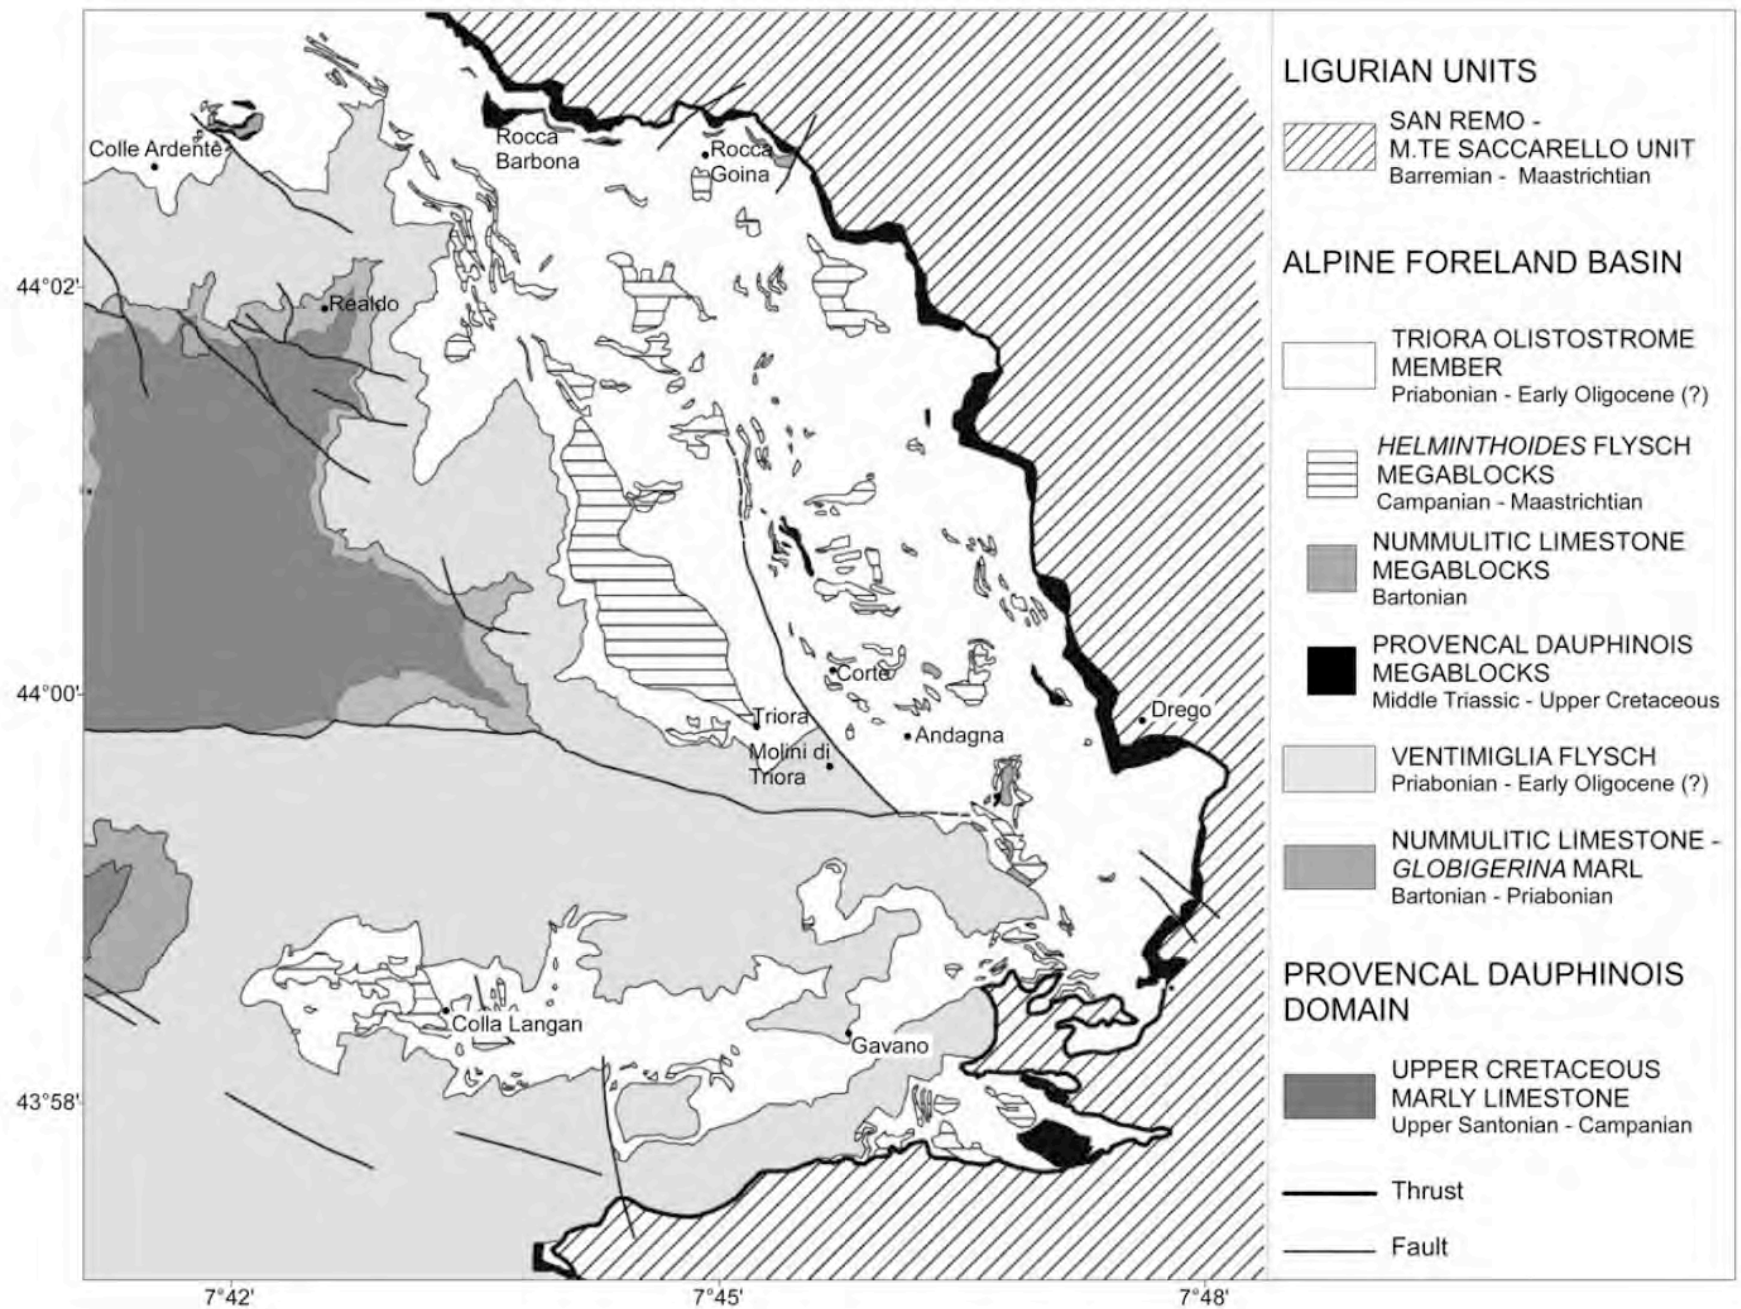 LIGURIAN UNITS
SAN REMO -
M.TE SACCARELLO UNIT
Barremian - Maastrichtian
ALPINE FORELAND BASIN
TRIORA OLISTOSTROME
MEMBER
Priabonian - Early Oligocene (?)
HELMINTHOIDES FLYSCH
MEGABLOCKS
Campanian - Maastrichtian
NUMMULITIC LIMESTONE
MEGABLOCKS
Bartonian
PROVENCAL DAUPHINOIS
MEGABLOCKS
Middle Triassic - Upper Cretaceous
VENTIMIGLIA FLYSCH
Priabonian - Early Oligocene (?)
NUMMULITIC LIMESTONE -
GLOBIGERINA MARL
Bartonian - Priabonian
PROVENCAL DAUPHINOIS
DOMAIN
UPPER CRETACEOUS
MARLY LIMESTONE
Upper Santonian - Campanian
Thrust
Fault
Colle Ardente
Rocca
Barbona
Rocca
Goina
44°02'
Realdo
44°00'
Corte
Triora
Drego
Andagna
Molini di
Triora
Colla Langan
Gavano
43°58'
7°42'
7°45'
7°48'